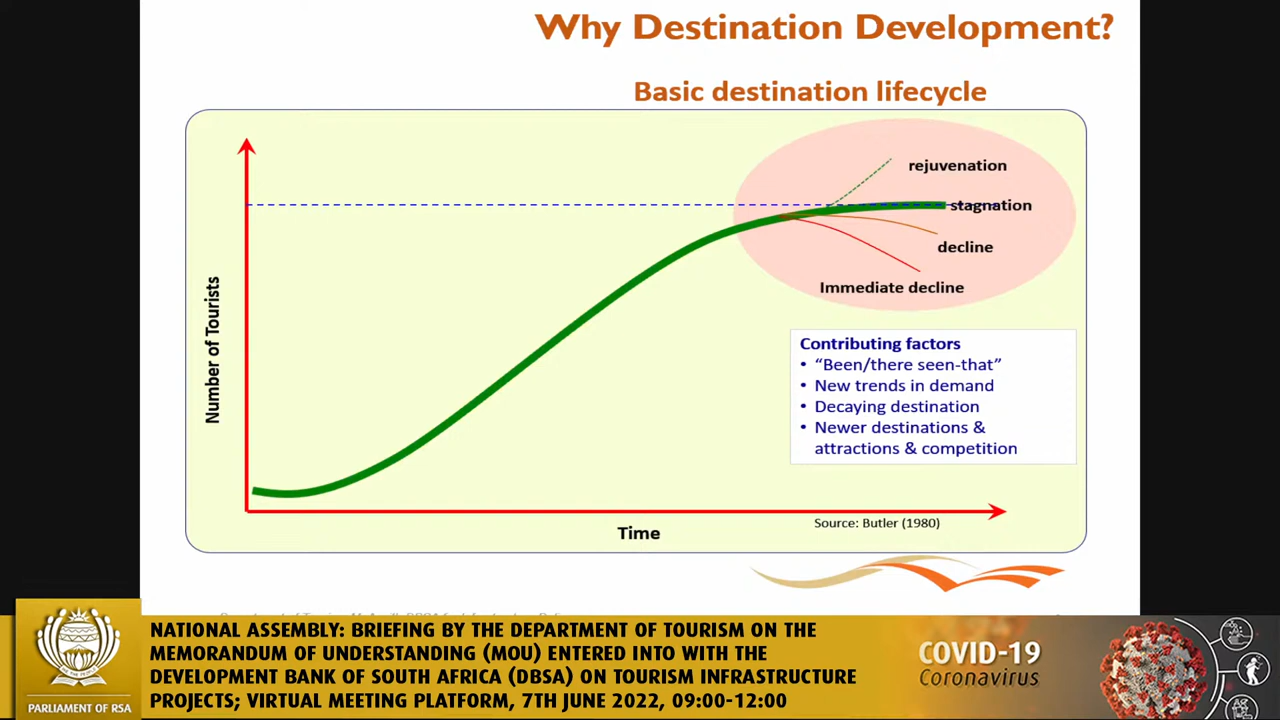 Why Destination Development?
Basic destination lifecycle
rejuvenation
stagnation
decline
Immediate decline
Number of Tourists
Contributing factors
• “Been/there seen-that”
• New trends in demand
• Decaying destination
• Newer destinations &
attractions & competition
Source: Butler (1980)
Time
NATIONAL ASSEMBLY: BRIEFING BY THE DEPARTMENT OF TOURISM ON THE
MEMORANDUM OF UNDERSTANDING (MOU) ENTERED INTO WITH THE
DEVELOPMENT BANK OF SOUTH AFRICA (DBSA) ON TOURISM INFRASTRUCTURE
PROJECTS; VIRTUAL MEETING PLATFORM, 7TH JUNE 2022, 09:00-12:00
PARLIAMENT OF RSA
COVID-19
Coronavirus